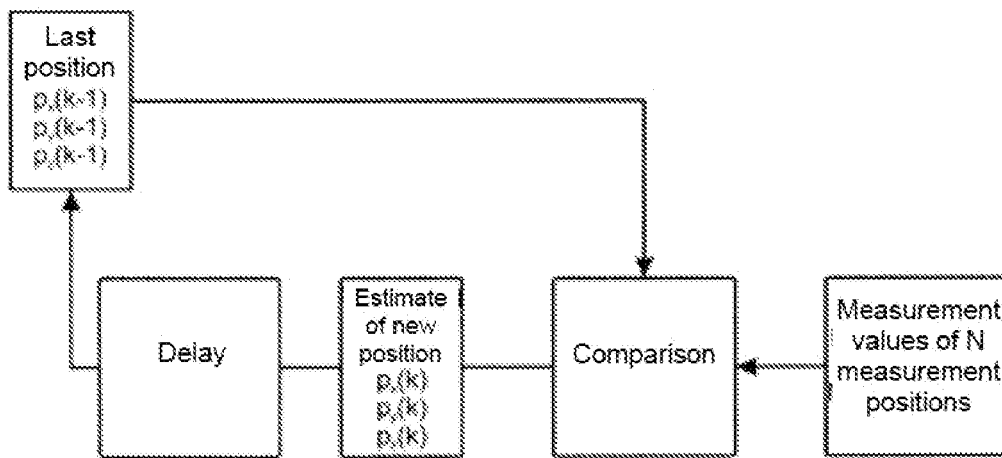 Last
position
(k-1)
(k-1)
(k-1)
Delay
Estimate
of new
position
(k)
(k)
(k)
Comparison
Measurement
values of N
measurement
positions